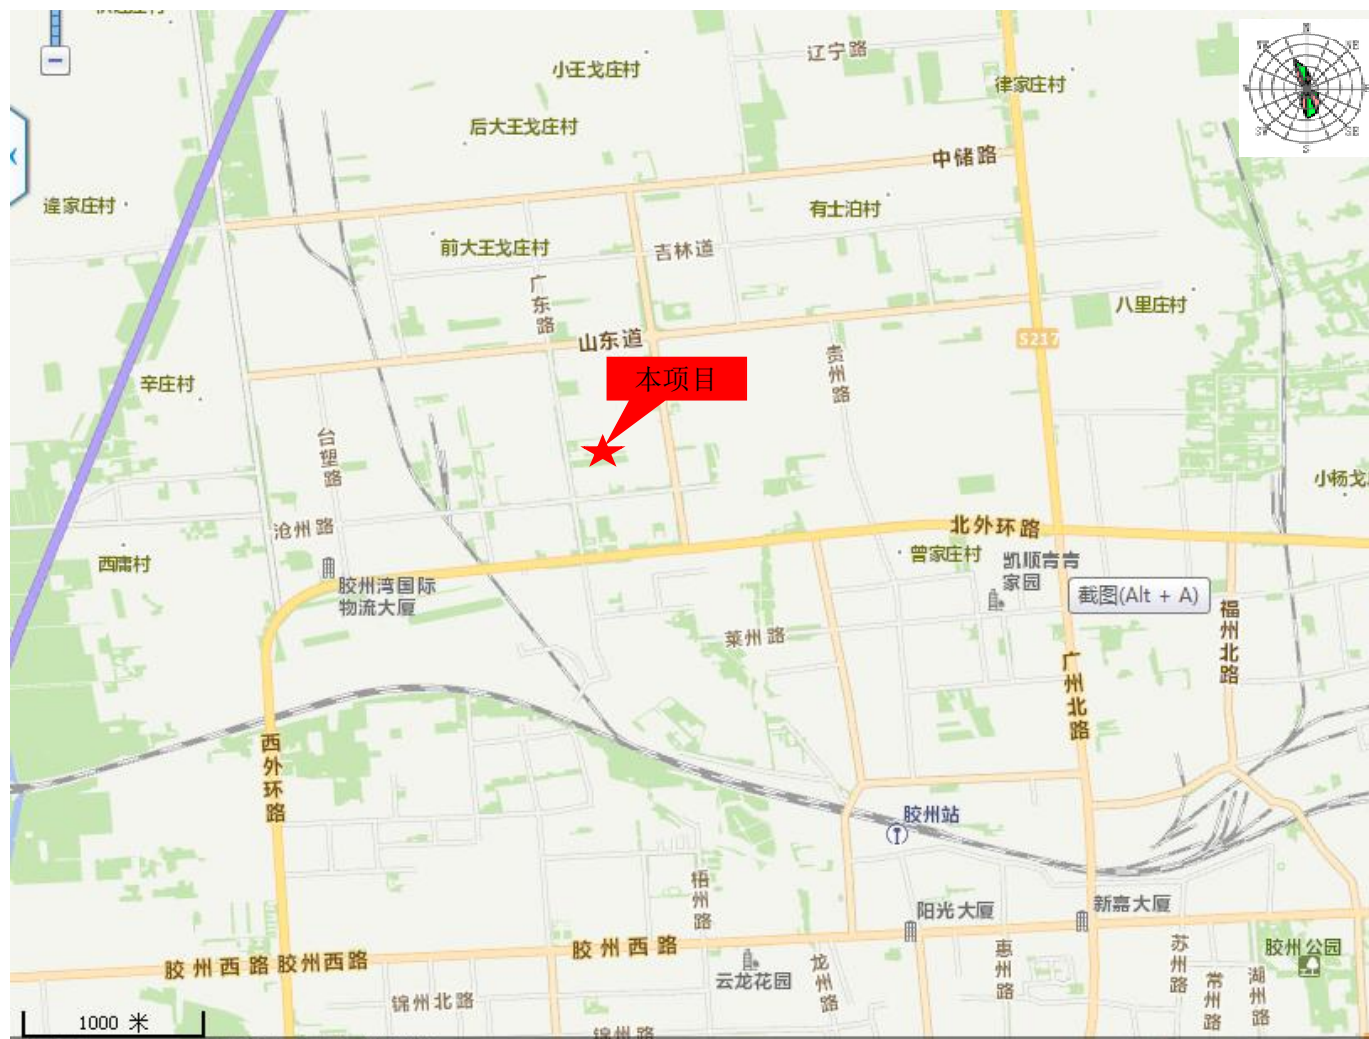 N
NE
SE
S
SW
辽宁路
小王戈庄村
律家庄村
后大王戈庄村
中储路
逄家庄村
有士泊村
前大王戈庄村
吉林道
广东路
八里庄村
山东道
S217
贵州路
本项目
辛庄村
台塑路
小杨戈
沧州路
北外环路
西庸村
曾家庄村
凯顺青青
家园
胶州湾国际
物流大厦
截图(Alt + A)
福州北路
莱州路
广州北路
西外环路
胶州站
梧州路
阳光大厦
新嘉大厦
胶州西路
胶州西路
胶州西路
云龙花园
龙州路
惠州路
苏州路
常州路
湖州路
胶州公园
锦州北路
锦州路
1000 米